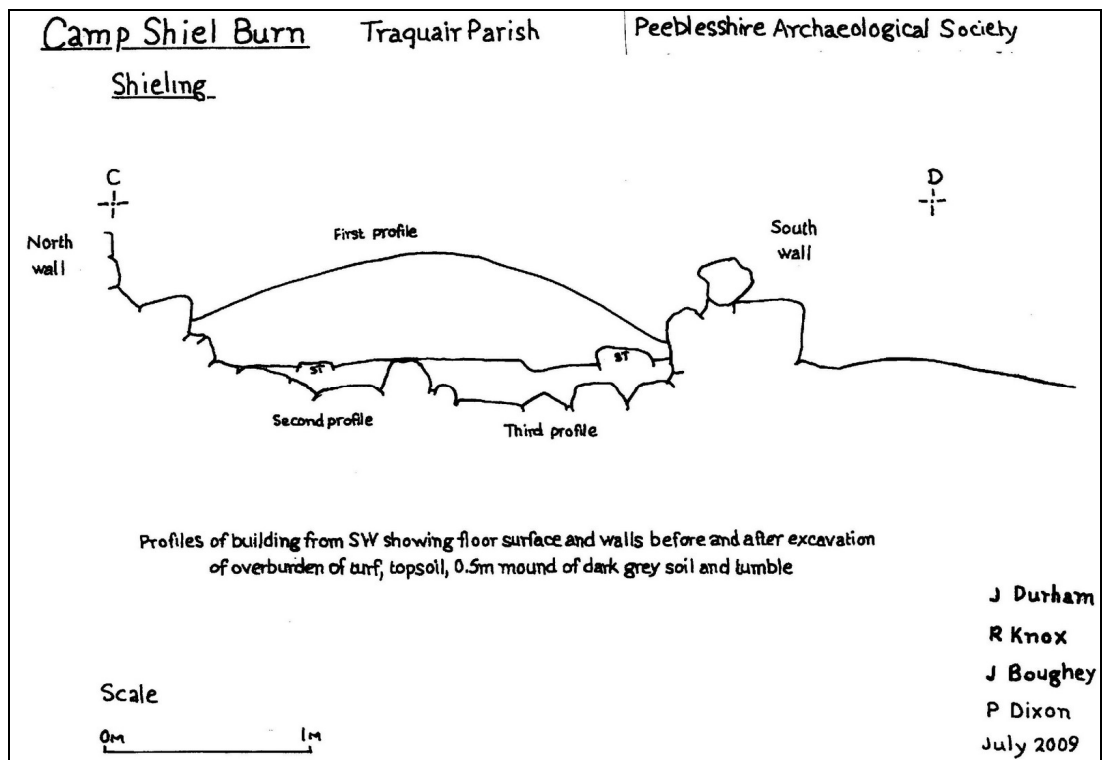 Camp Shiel Burn Traquair Parish Peeblesshire Archaeological Society
Shieling
C
D
North
wall
First profile
South
wall
ST
ST
Second profile
Third profile
Profiles of building from SW showing floor surface and walls before and after excavation
of overburden of turf, topsoil, 0.5m mound of dark grey soil and tumble
J Durham
R Knox
J Boughey
P Dixon
July 2009
Scale
0M 1M